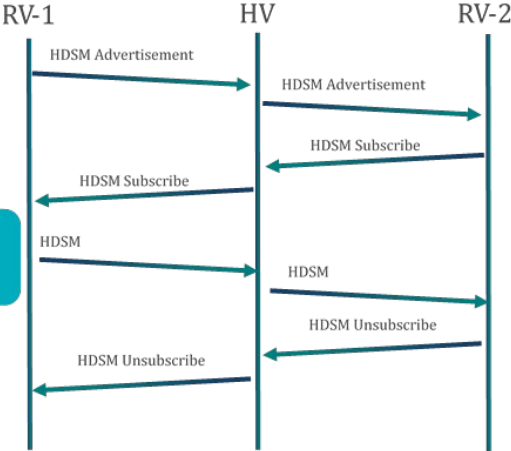 RV-1
HV
RV-2
HDSM Advertisement
HDSM Advertisement
HDSM Subscribe
HDSM Subscribe
HDSM
HDSM
HDSM Unsubscribe
HDSM Unsubscribe